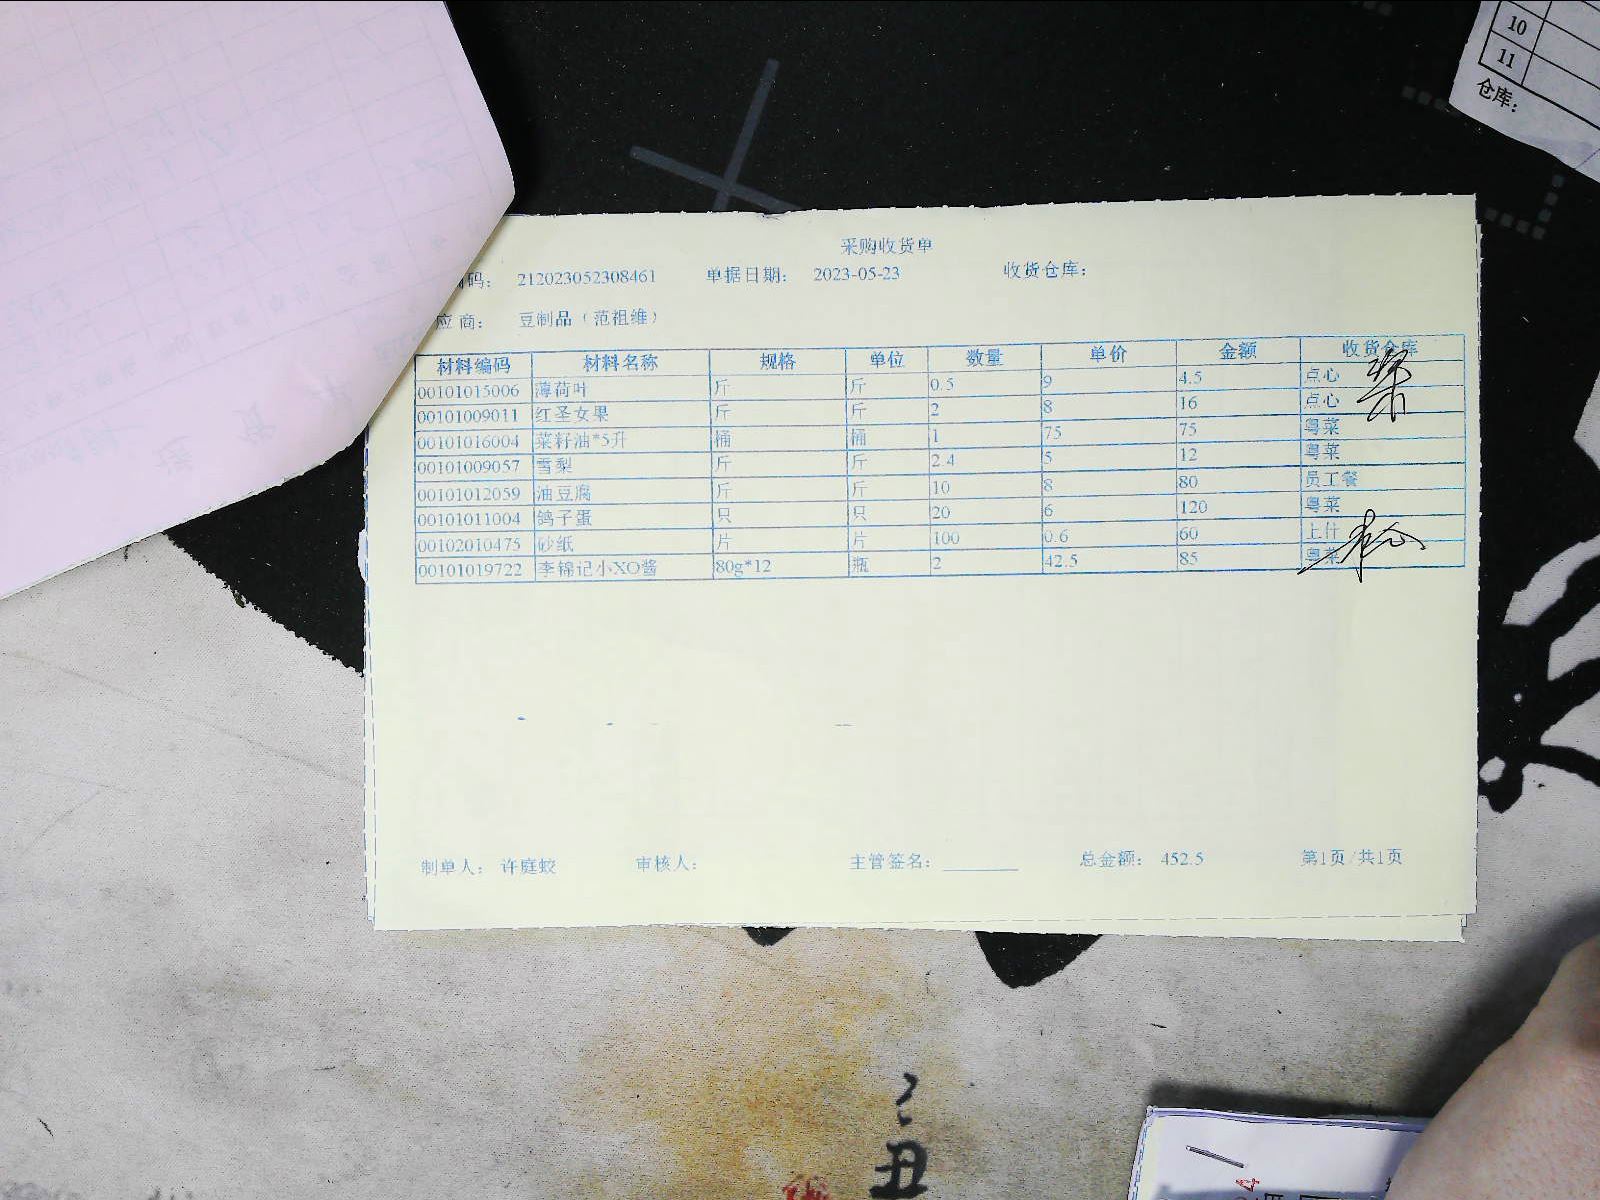 10
11
仓库：
采购收货单
码： 212023052308461 单据日期： 2023-05-23 收货仓库：
应商： 豆制品（范祖维）
材料编码 材料名称 规格 单位 数量 单价 金额 收货仓库
00101015006 薄荷叶 斤 斤 0.5 9 4.5 点心
00101009011 红圣女果 斤 斤 2 8 16 点心
00101016004 菜籽油*5升 桶 桶 1 75 75 粤菜
00101009057 雪梨 斤 斤 2.4 5 12 粤菜
00101012059 油豆腐 斤 斤 10 8 80 员工餐
00101011004 鸽子蛋 只 只 20 6 120 粤菜
00102010475 砂纸 片 片 100 0.6 60 上什
00101019722 李锦记小XO酱 80g*12 瓶 2 42.5 85 粤菜
制单人： 许庭蛟 审核人： 主管签名： 总金额： 452.5 第1页/共1页
丑